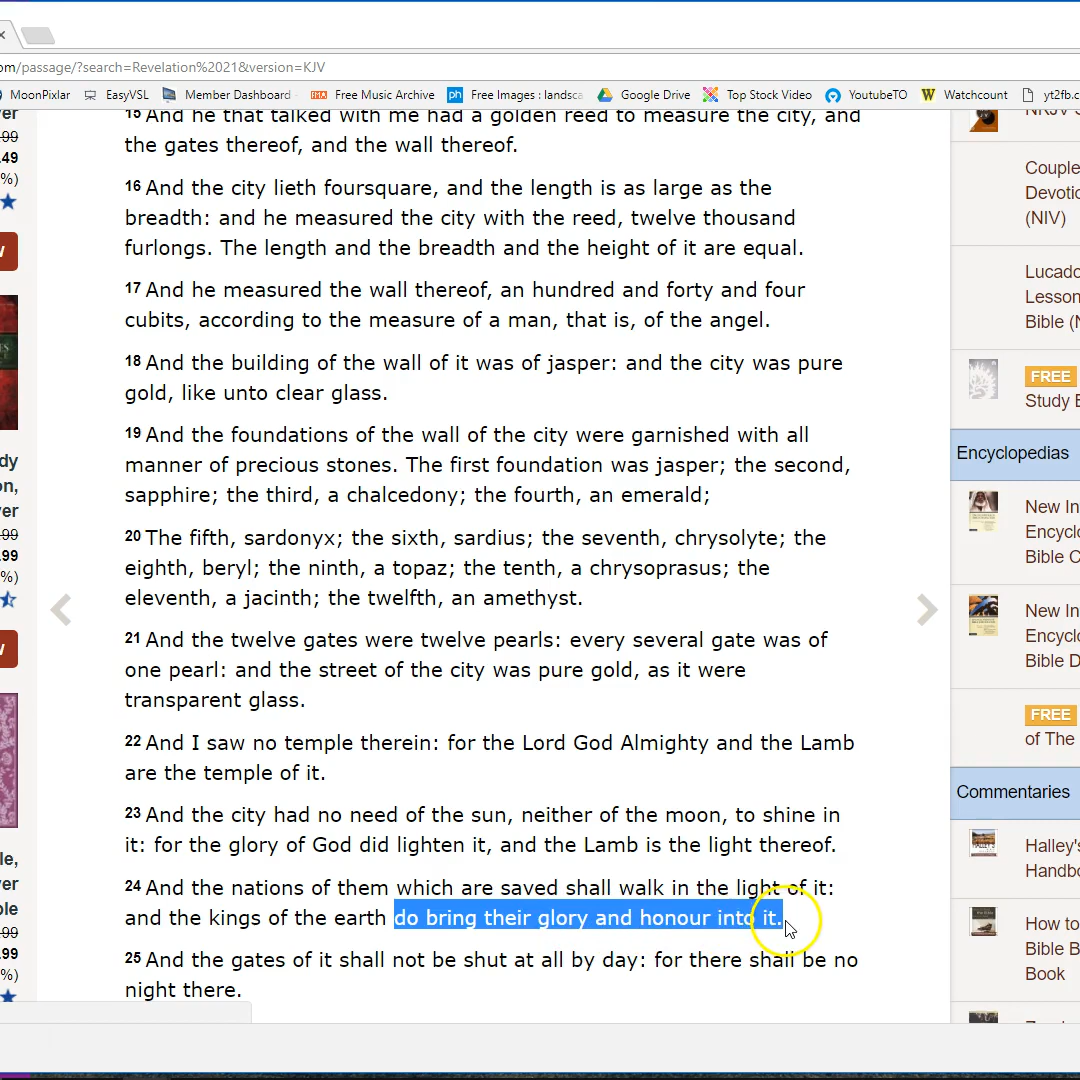 om/passage/?search=Revelation%2021&version=KJV
MoonPixlar EasyVSL Member Dashboard Free Music Archive ph Free Images : landsca Google Drive Top Stock Video YoutubeTO W Watchcount yt2fb.c
15 And he that talked with me had a golden reed to measure the city, and
the gates thereof, and the wall thereof.
16 And the city lieth foursquare, and the length is as large as the
breadth: and he measured the city with the reed, twelve thousand
furlongs. The length and the breadth and the height of it are equal.
17 And he measured the wall thereof, an hundred and forty and four
cubits, according to the measure of a man, that is, of the angel.
18 And the building of the wall of it was of jasper: and the city was pure
gold, like unto clear glass.
19 And the foundations of the wall of the city were garnished with all
manner of precious stones. The first foundation was jasper; the second,
sapphire; the third, a chalcedony; the fourth, an emerald;
20 The fifth, sardonyx; the sixth, sardius; the seventh, chrysolyte; the
eighth, beryl; the ninth, a topaz; the tenth, a chrysoprasus; the
eleventh, a jacinth; the twelfth, an amethyst.
21 And the twelve gates were twelve pearls: every several gate was of
one pearl: and the street of the city was pure gold, as it were
transparent glass.
22 And I saw no temple therein: for the Lord God Almighty and the Lamb
are the temple of it.
23 And the city had no need of the sun, neither of the moon, to shine in
it: for the glory of God did lighten it, and the Lamb is the light thereof.
24 And the nations of them which are saved shall walk in the light of it:
and the kings of the earth do bring their glory and honour into it.
25 And the gates of it shall not be shut at all by day: for there shall be no
night there.
ver
99
.49
%)
dy
on,
ver
.99
.99
%)
le,
ver
ple
.99
.99
%)
Couple
Devotio
(NIV)
Lucado
Lesson
Bible (N
FREE
Study B
Encyclopedias
New In
Encyclo
Bible C
New In
Encyclo
Bible D
FREE
of The
Commentaries
Halley's
Handbo
How to
Bible B
Book